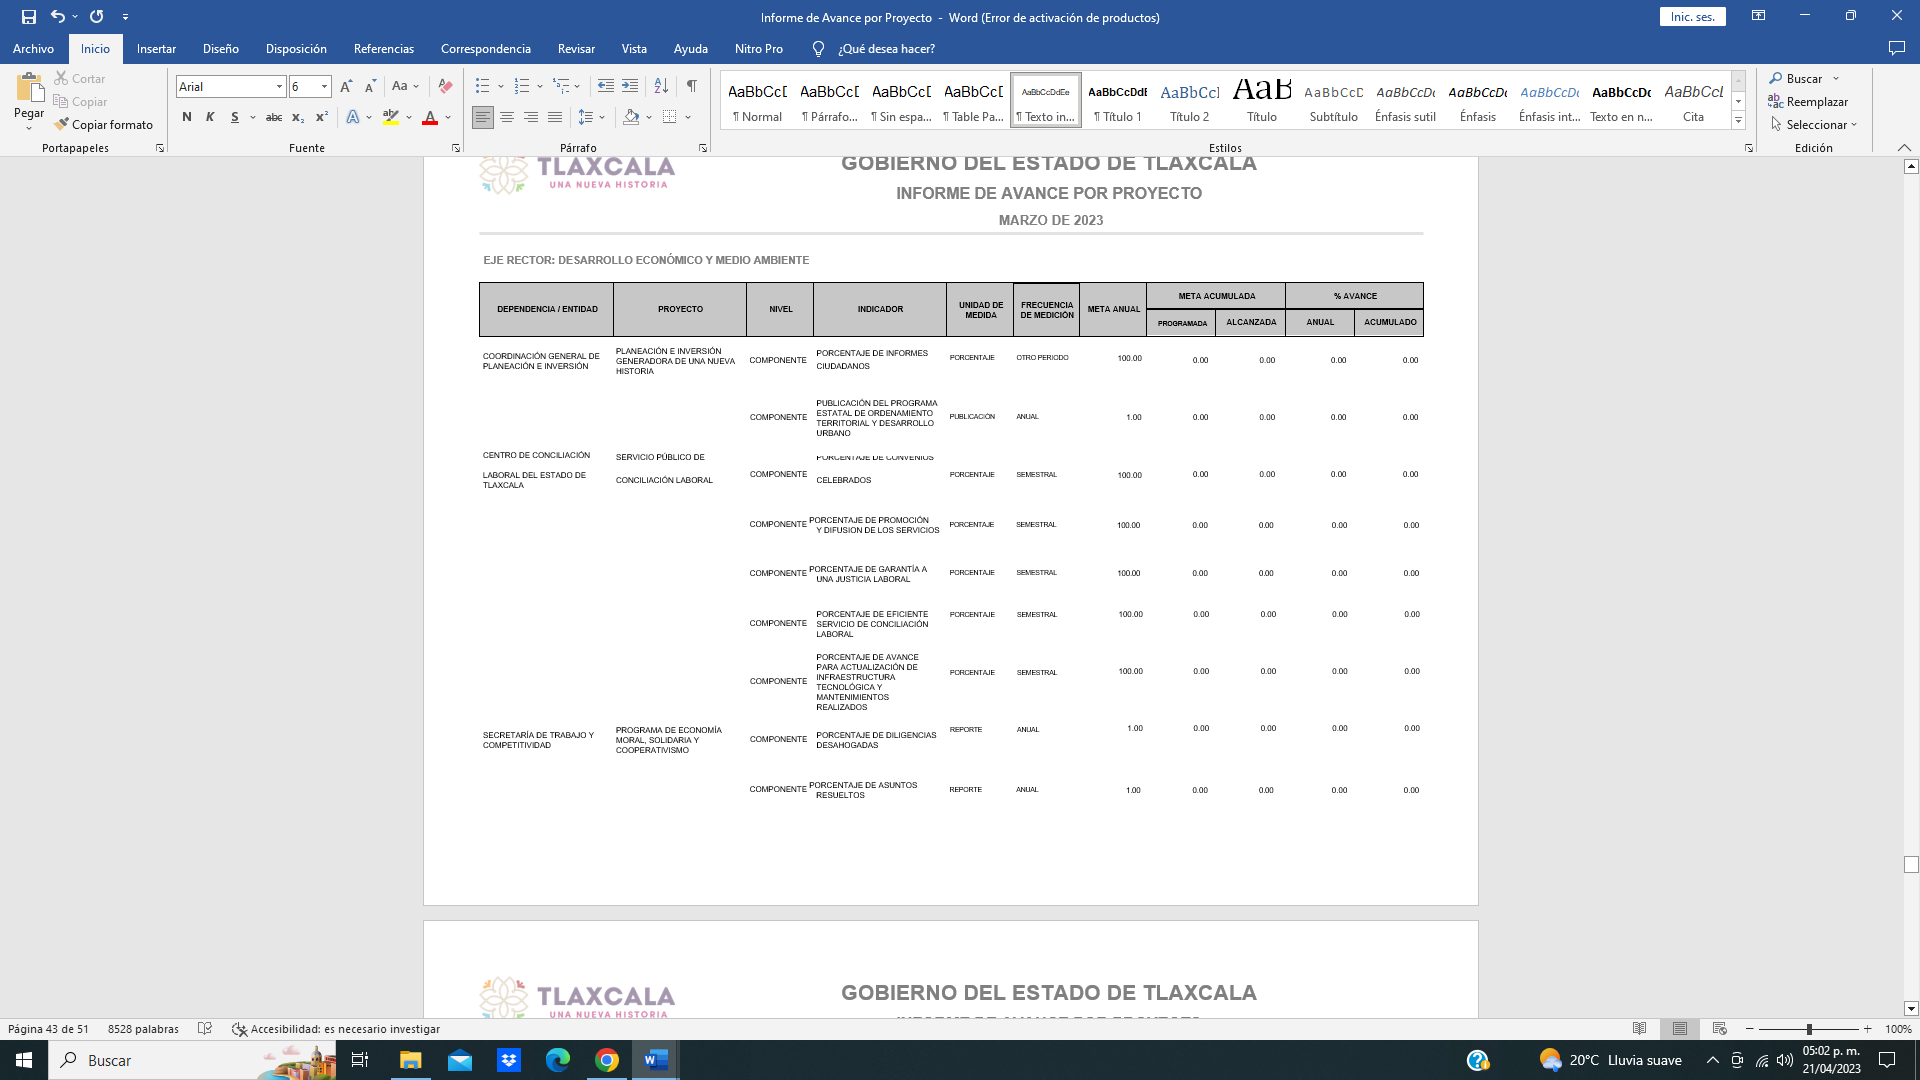 Informe de Avance por Proyecto - Word (Error de activación de productos)
Inic. ses.
Archivo Inicio Insertar Diseño Disposición Referencias Correspondencia Revisar Vista Ayuda Nitro Pro ¿Qué desea hacer?
Pegar
Cortar
Copiar
Copiar formato
Portapapeles
Arial 6
N K S abc x₂ x²
Fuente
Párrafo
¶ Normal ¶ Párrafo... ¶ Sin espa... ¶ Table Pa... ¶ Texto in... ¶ Título 1 Título 2 Título Subtítulo Énfasis sutil Énfasis Énfasis int... Texto en n... Cita
Estilos
Buscar
Reemplazar
Seleccionar
Edición
TLAXCALA
UNA NUEVA HISTORIA
GOBIERNO DEL ESTADO DE TLAXCALA
INFORME DE AVANCE POR PROYECTO
MARZO DE 2023
EJE RECTOR: DESARROLLO ECONÓMICO Y MEDIO AMBIENTE
DEPENDENCIA / ENTIDAD PROYECTO NIVEL INDICADOR UNIDAD DE MEDIDA FRECUENCIA DE MEDICIÓN META ANUAL META ACUMULADA % AVANCE
PROGRAMADA ALCANZADA ANUAL ACUMULADO
COORDINACIÓN GENERAL DE PLANEACIÓN E INVERSIÓN PLANEACIÓN E INVERSIÓN GENERADORA DE UNA NUEVA HISTORIA COMPONENTE PORCENTAJE DE INFORMES CIUDADANOS PORCENTAJE OTRO PERIODO 100.00 0.00 0.00 0.00 0.00
COMPONENTE PUBLICACIÓN DEL PROGRAMA ESTATAL DE ORDENAMIENTO TERRITORIAL Y DESARROLLO URBANO PUBLICACIÓN ANUAL 1.00 0.00 0.00 0.00 0.00
CENTRO DE CONCILIACIÓN LABORAL DEL ESTADO DE TLAXCALA SERVICIO PÚBLICO DE CONCILIACIÓN LABORAL COMPONENTE PORCENTAJE DE CONVENIOS CELEBRADOS PORCENTAJE SEMESTRAL 100.00 0.00 0.00 0.00 0.00
COMPONENTE PORCENTAJE DE PROMOCIÓN Y DIFUSION DE LOS SERVICIOS PORCENTAJE SEMESTRAL 100.00 0.00 0.00 0.00 0.00
COMPONENTE PORCENTAJE DE GARANTÍA A UNA JUSTICIA LABORAL PORCENTAJE SEMESTRAL 100.00 0.00 0.00 0.00 0.00
COMPONENTE PORCENTAJE DE EFICIENTE SERVICIO DE CONCILIACIÓN LABORAL PORCENTAJE SEMESTRAL 100.00 0.00 0.00 0.00 0.00
COMPONENTE PORCENTAJE DE AVANCE PARA ACTUALIZACIÓN DE INFRAESTRUCTURA TECNOLÓGICA Y MANTENIMIENTOS REALIZADOS PORCENTAJE SEMESTRAL 100.00 0.00 0.00 0.00 0.00
SECRETARÍA DE TRABAJO Y COMPETITIVIDAD PROGRAMA DE ECONOMÍA MORAL, SOLIDARIA Y COOPERATIVISMO COMPONENTE PORCENTAJE DE DILIGENCIAS DESAHOGADAS REPORTE ANUAL 1.00 0.00 0.00 0.00 0.00
COMPONENTE PORCENTAJE DE ASUNTOS RESUELTOS REPORTE ANUAL 1.00 0.00 0.00 0.00 0.00
TLAXCALA
UNA NUEVA HISTORIA
GOBIERNO DEL ESTADO DE TLAXCALA
INFORME DE AVANCE POR PROYECTO
Página 43 de 51 8528 palabras Accesibilidad: es necesario investigar 100%
Buscar
20°C Lluvia suave
05:02 p. m.
21/04/2023